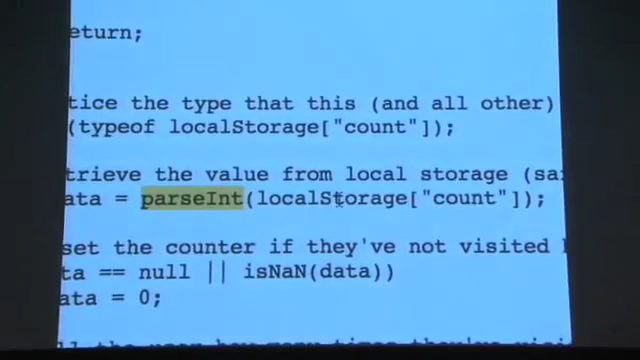 eturn;
tice the type that this (and all other)
(typeof localStorage["count"]);
trieve the value from local storage (sa
ata = parseInt(localStorage["count"]);
set the counter if they've not visited
ta == null || isNaN(data))
ata = 0;